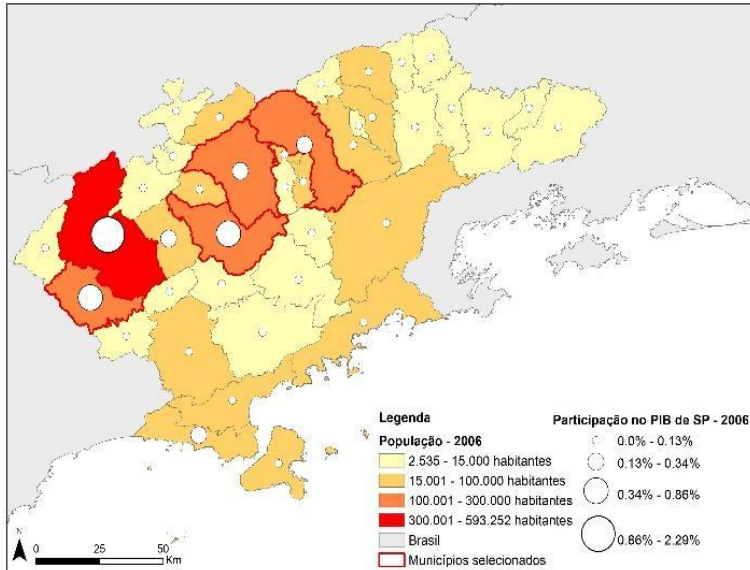 Legenda
População - 2006
2.535 - 15.000 habitantes
15.001 - 100.000 habitantes
100.001 - 300.000 habitantes
300.001 - 593.252 habitantes
Brasil
Municípios selecionados
Participação no PIB de SP - 2006
0.0% - 0.13%
0.13% - 0.34%
0.34% - 0.86%
0.86% - 2.29%
N
0 25 50
Km